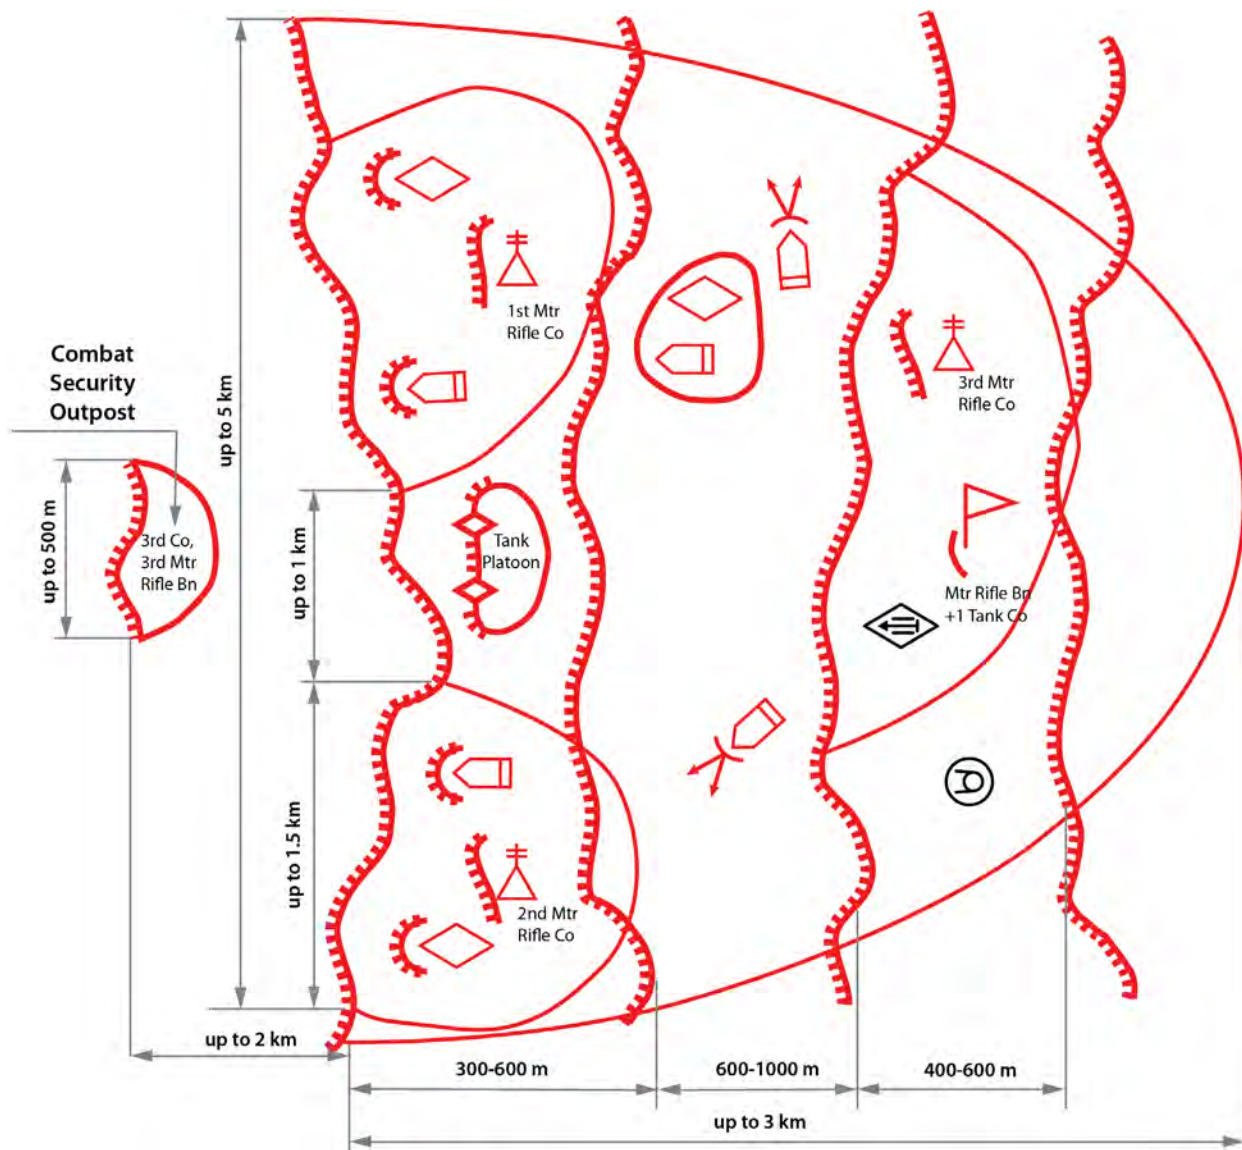 Combat
Security
Outpost
up to 500 m
3rd Co,
3rd Mtr
Rifle Bn
up to 5 km
up to 1 km
up to 1.5 km
1st Mtr
Rifle Co
Tank
Platoon
2nd Mtr
Rifle Co
3rd Mtr
Rifle Co
Mtr Rifle Bn
+1 Tank Co
up to 2 km
300-600 m
600-1000 m
400-600 m
up to 3 km